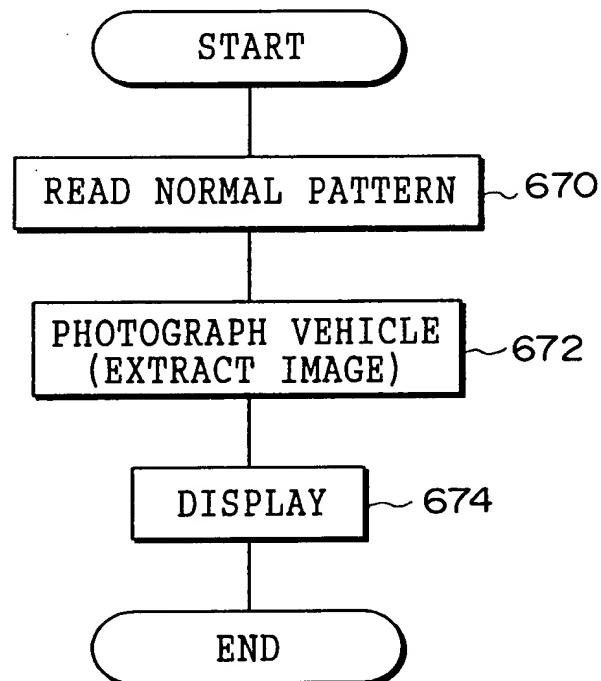 START
READ NORMAL PATTERN
670
PHOTOGRAPH VEHICLE
(EXTRACT IMAGE)
672
DISPLAY
674
END